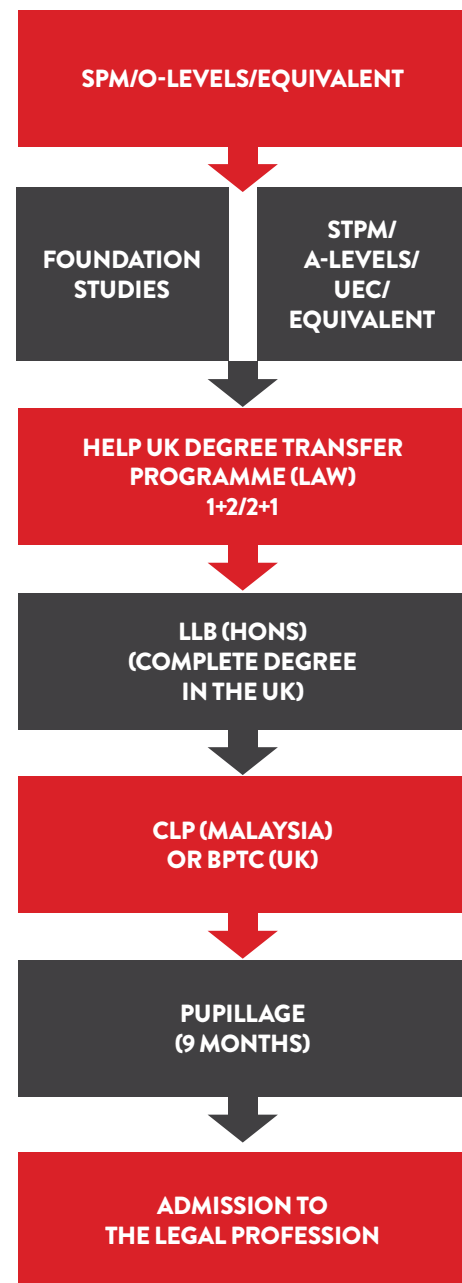 SPM/O-LEVELS/EQUIVALENT
FOUNDATION
STUDIES
STPM/
A-LEVELS/
UEC/
EQUIVALENT
HELP UK DEGREE TRANSFER
PROGRAMME (LAW)
1+2/2+1
LLB (HONS)
(COMPLETE DEGREE
IN THE UK)
CLP (MALAYSIA)
OR BPTC (UK)
PUPILLAGE
(9 MONTHS)
ADMISSION TO
THE LEGAL PROFESSION